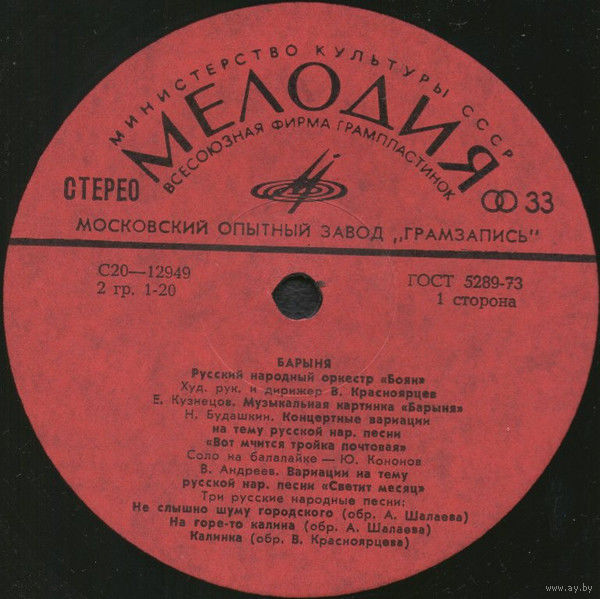 МИНИСТЕРСТВО КУЛЬТУРЫ СССР
МЕЛОДИЯ
ВСЕСОЮЗНАЯ ФИРМА ГРАМПЛАСТИНОК
СТЕРЕО
33
МОСКОВСКИЙ ОПЫТНЫЙ ЗАВОД „ГРАМЗАПИСЬ"
С20—12949
2 гр. 1-20
ГОСТ 5289-73
1 сторона
БАРЫНЯ
Русский народный оркестр «Боян»
Худ. рук. и дирижер В. Красноярцев
Е. Кузнецов. Музыкальная картинка «Барыня»
Н. Будашкин. Концертные вариации
на тему русской нар. песни
«Вот мчится тройка почтовая»
Соло на балалайке — Ю. Кононов
В. Андреев. Вариации на тему
русской нар. песни «Светит месяц»
Три русские народные песни:
Не слышно шуму городского (обр. А. Шалаева)
На горе-то калина (обр. А. Шалаева)
Калинка (обр. В. Красноярцева)
www.ay.by